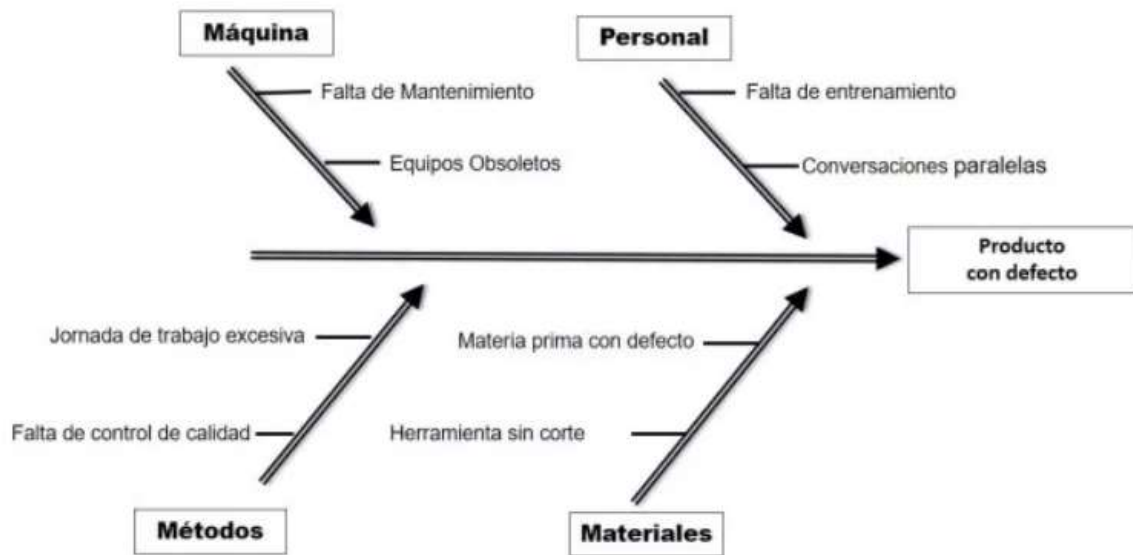 Máquina
Personal
Falta de Mantenimiento
Falta de entrenamiento
Equipos Obsoletos
Conversaciones paralelas
Producto
con defecto
Jornada de trabajo excesiva
Materia prima con defecto
Falta de control de calidad
Herramienta sin corte
Métodos
Materiales